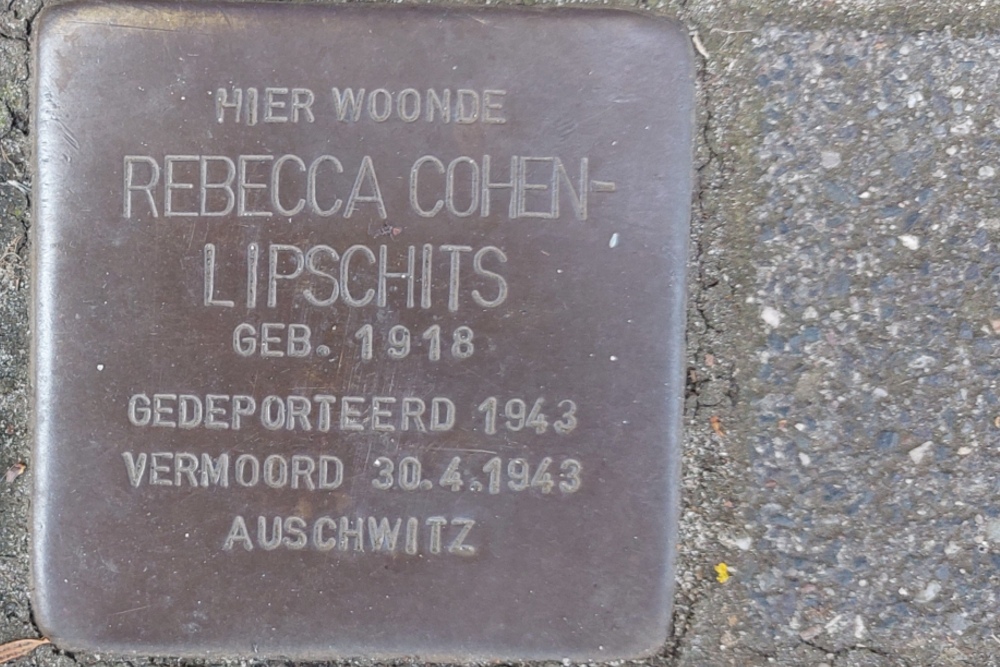 HIER WOONDE
REBECCA COHEN-
LIPSCHITS
GEB. 1918
GEDEPORTEERD 1943
VERMOORD 30.4.1943
AUSCHWITZ